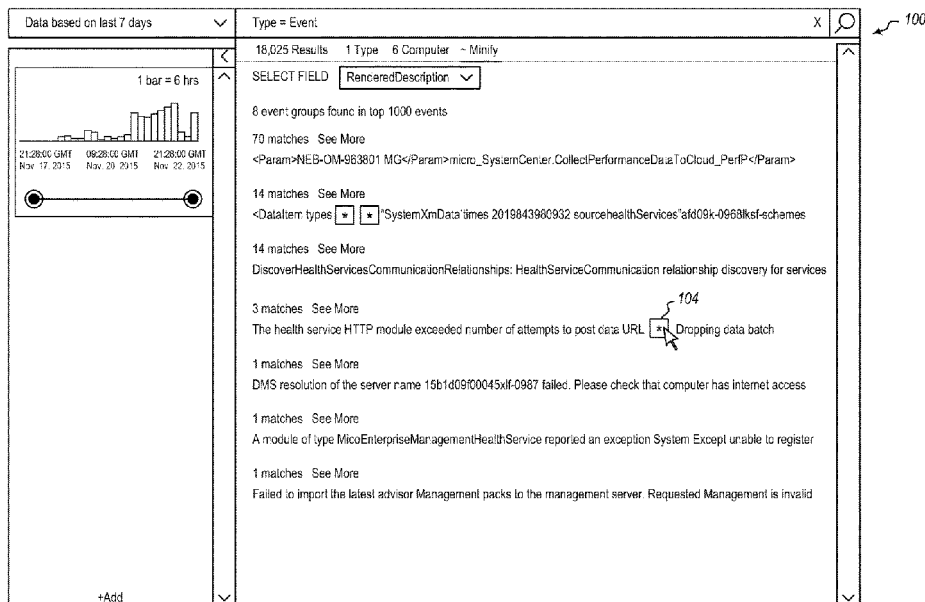 Data based on last 7 days
Type = Event X
100
18,025 Results 1 Type 6 Computer ~ Minify
1 bar = 6 hrs
SELECT FIELD RenceredDescription
8 event groups found in top 1000 events
70 matches See More
21:28:00 GMT 09:28:00 GMT 21:28:00 GMT
Nov. 17. 2015 Nov. 20. 2015 Nov. 22. 2015
<Param>NEB-OM-963801 MG</Param>micro_SystemCenter.CollectPerformanceDataToCloud_PerfP</Param>
14 matches See More
<DataItem types * * "SystemXmData'times 2019843980932 sourcehealthServices"afd09k-0968lksf-schemes
14 matches See More
DiscoverHealthServicesCommunicationRelationships: HealthServiceCommunication relationship discovery for services
104
3 matches See More
The health service HTTP module exceeded number of attempts to post data URL * Dropping data batch
1 matches See More
DMS resolution of the server name 15b1d09f00045xlf-0987 failed. Please check that computer has internet access
1 matches See More
A module of type MicoEnterpriseManagementHealthService reported an exception System Except unable to register
1 matches See More
Failed to import the latest advisor Management packs to the management server. Requested Management is invalid
+Add